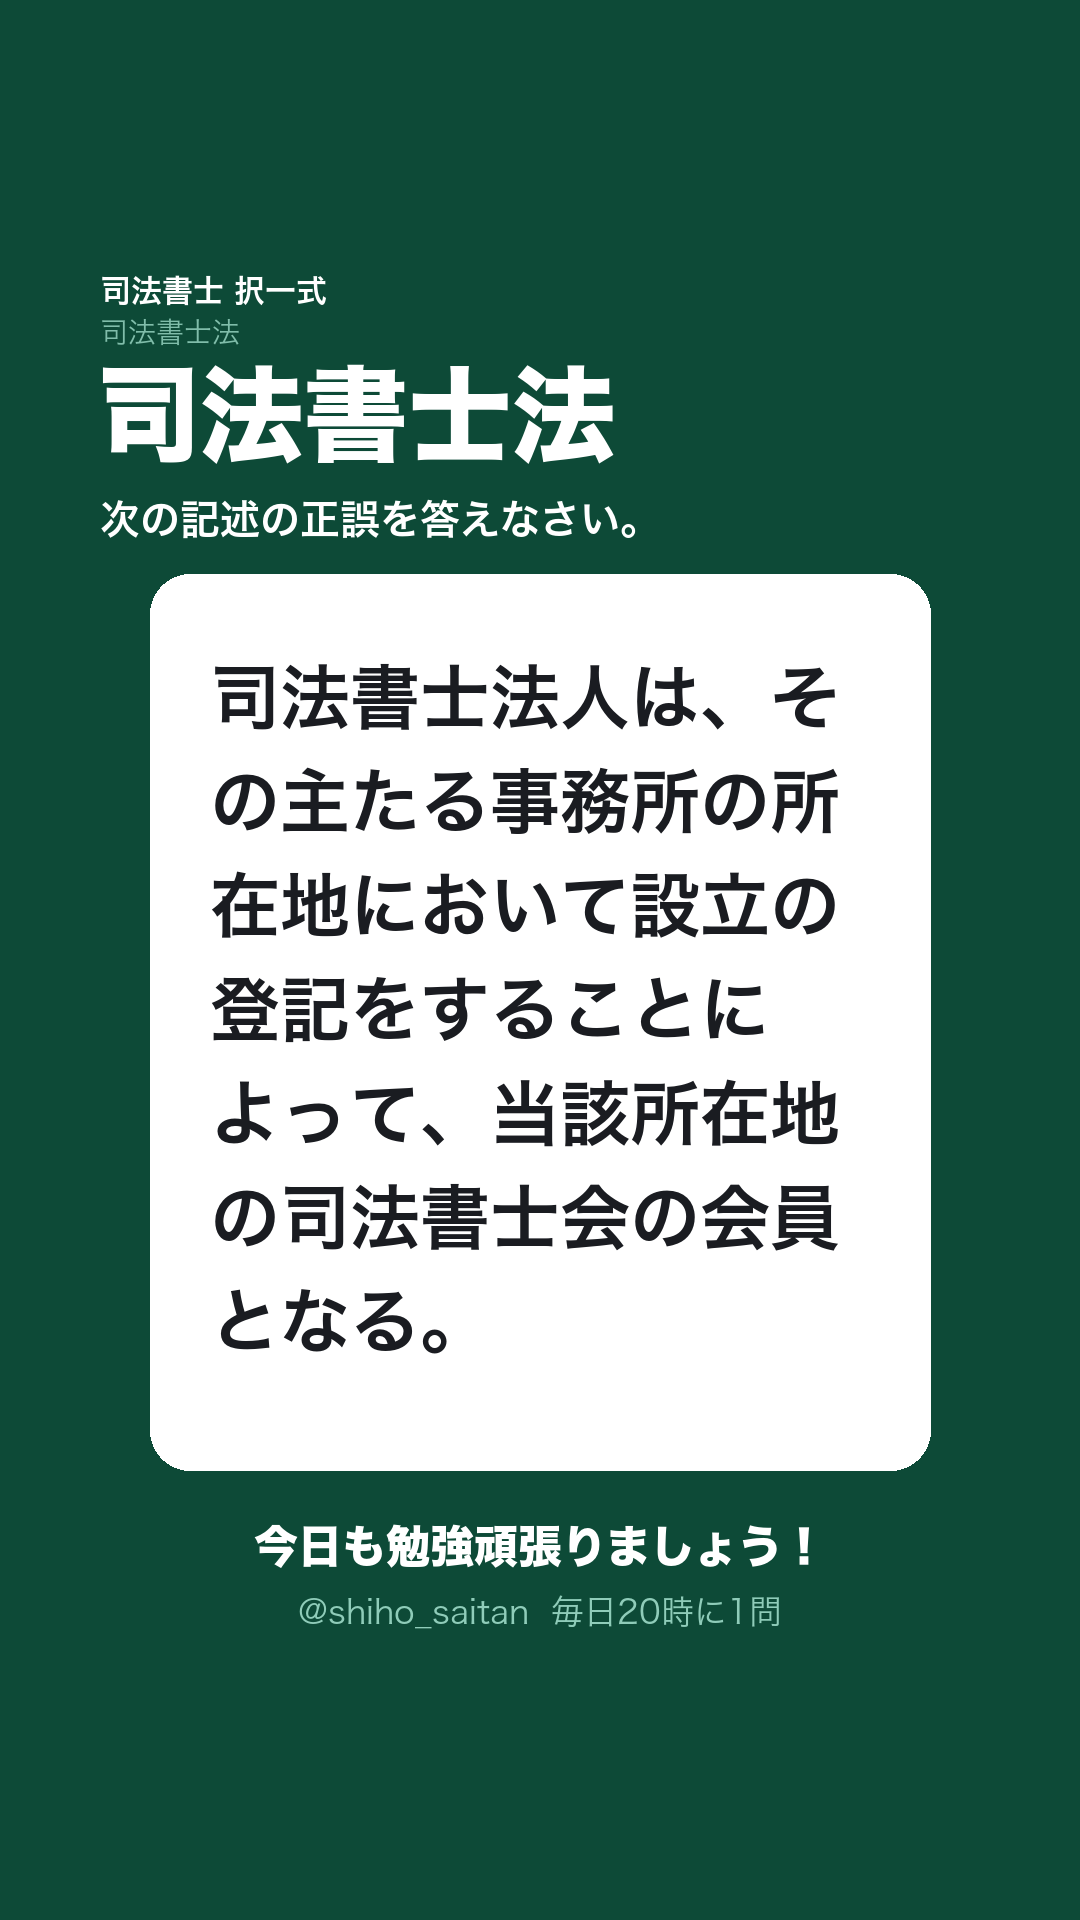 司法書士 択一式
司法書士法
司法書士法
次の記述の正誤を答えなさい。
司法書士法人は、そ
の主たる事務所の所
在地において設立の
登記をすることに
よって、当該所在地
の司法書士会の会員
となる。
今日も勉強頑張りましょう！
@shiho_saitan 毎日20時に1問